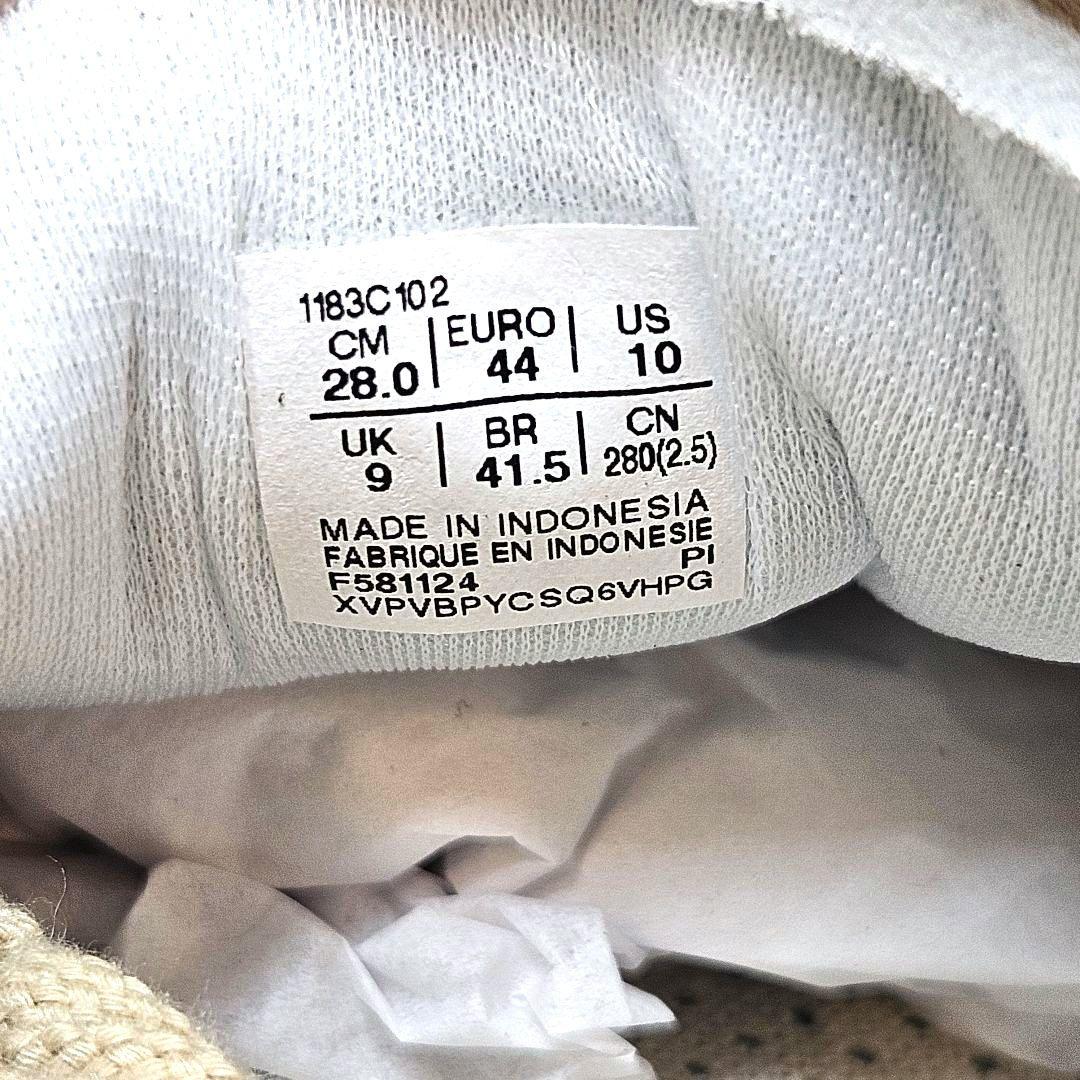 1183C102
CM | EURO | US
28.0 | 44 | 10
UK | BR | CN
9 | 41.5 | 280(2.5)
MADE IN INDONESIA
FABRIQUE EN INDONESIE
F581124 PI
XVPVBPYCSQ6VHPG